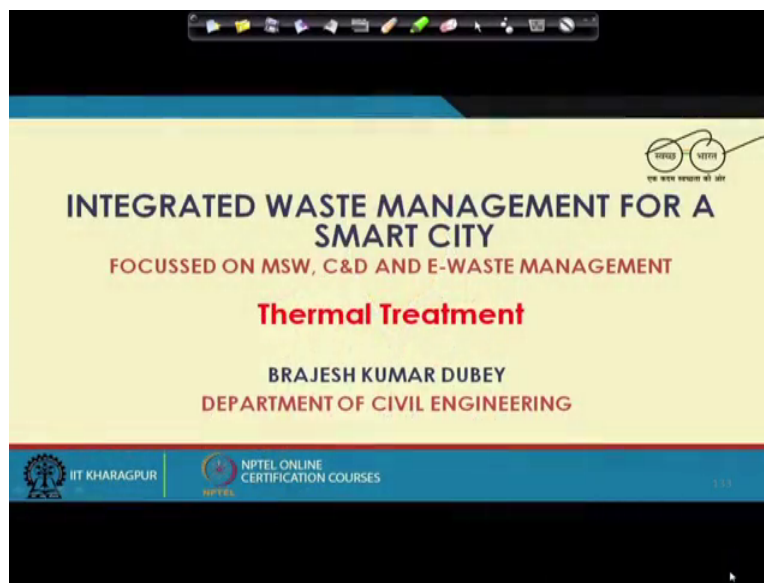 स्वच्छ भारत
एक कदम स्वच्छता की ओर
INTEGRATED WASTE MANAGEMENT FOR A
SMART CITY
FOCUSSED ON MSW, C&D AND E-WASTE MANAGEMENT
Thermal Treatment
BRAJESH KUMAR DUBEY
DEPARTMENT OF CIVIL ENGINEERING
IIT KHARAGPUR
NPTEL
NPTEL ONLINE
CERTIFICATION COURSES